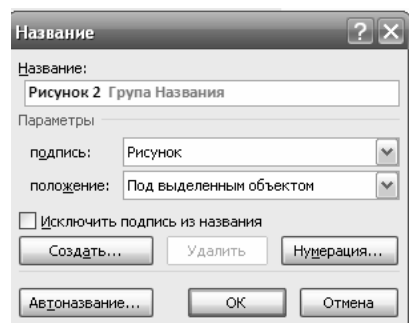 Название
Название:
Рисунок 2 Група Названия
Параметры
подпись: Рисунок
положение: Под выделенным объектом
Исключить подпись из названия
Создать... Удалить Нумерация...
Автоназвание... ОК Отмена